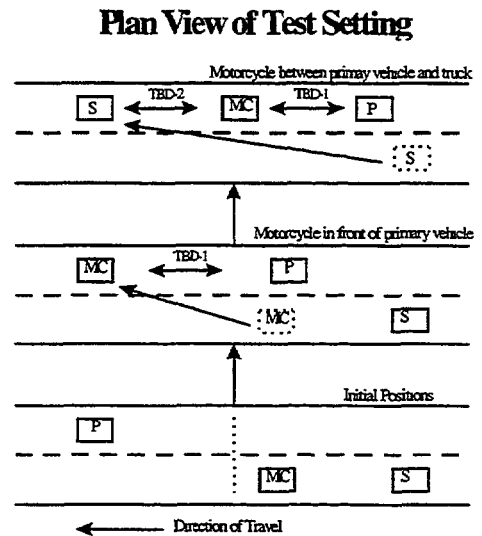 Plan View of Test Setting
Motorcycle between primay vehicle and truck
S TBD-2 MC TBD-1 P
S
Motorcycle in front of primary vehicle
MC TBD-1 P
MC S
Initial Positions
P
MC S
Direction of Travel